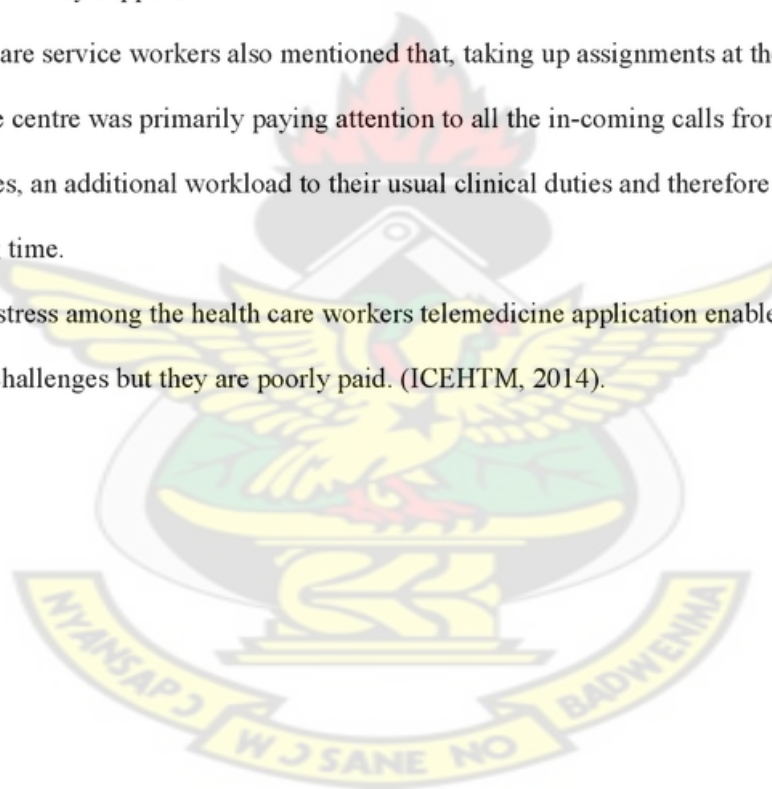 are service workers also mentioned that, taking up assignments at the
centre was primarily paying attention to all the in-coming calls from
es, an additional workload to their usual clinical duties and therefore
time.
stress among the health care workers telemedicine application enable
hallenges but they are poorly paid. (ICEHTM, 2014).
NYANSAPƆ WƆSANE NO BADWENMA